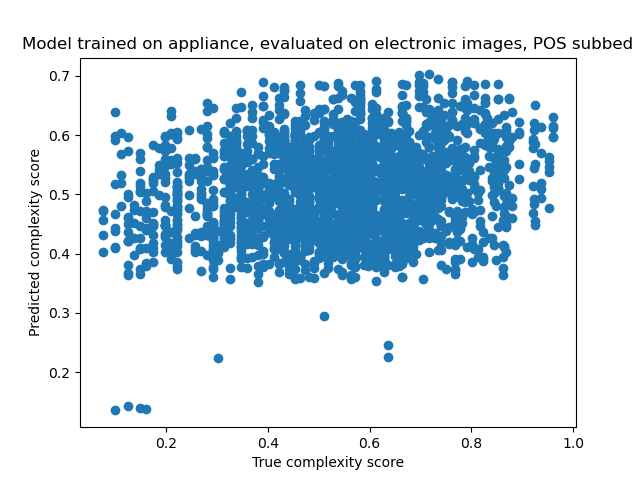 Model trained on appliance, evaluated on electronic images, POS subbed
0.7
0.6
0.5
0.4
0.3
0.2
0.2 0.4 0.6 0.8 1.0
Predicted complexity score
True complexity score